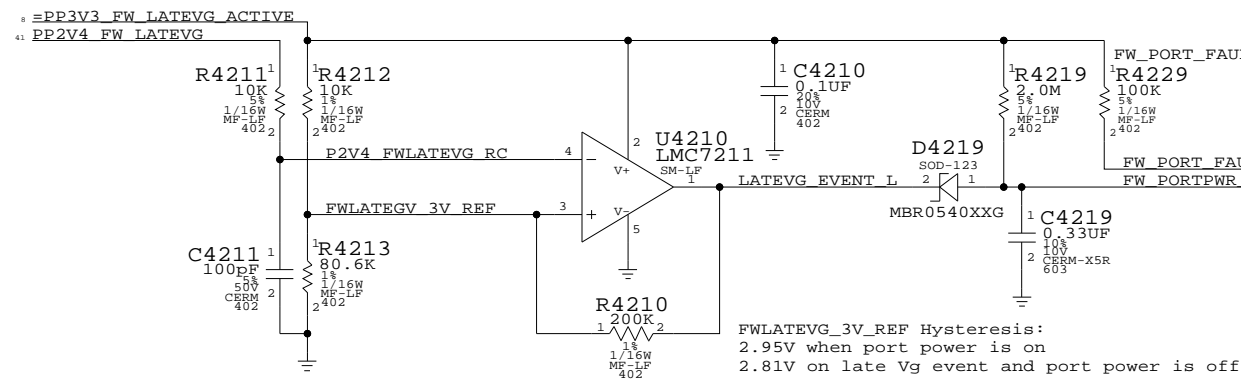 8 =PP3V3_FW_LATEVG_ACTIVE
41 PP2V4_FW_LATEVG
R4211
10K
5%
1/16W
MF-LF
402
1
2
R4212
10K
1%
1/16W
MF-LF
402
1
2
P2V4_FWLATEVG_RC
FWLATEGV_3V_REF
C4211
100pF
5%
50V
CERM
402
1
2
R4213
80.6K
1%
1/16W
MF-LF
402
1
2
4
3
−
+
V+
V-
2
5
1
U4210
LMC7211
SM-LF
R4210
200K
1 2
1%
1/16W
MF-LF
402
C4210
0.1UF
20%
10V
CERM
402
1
2
LATEVG_EVENT_L
D4219
SOD-123
2 1
MBR0540XXG
R4219
2.0M
5%
1/16W
MF-LF
402
1
2
C4219
0.33UF
10%
10V
CERM-X5R
603
1
2
FW_PORT_FAU
R4229
100K
5%
1/16W
MF-LF
402
1
2
FW_PORT_FAU
FW_PORTPWR_
FWLATEVG_3V_REF Hysteresis:
2.95V when port power is on
2.81V on late Vg event and port power is off